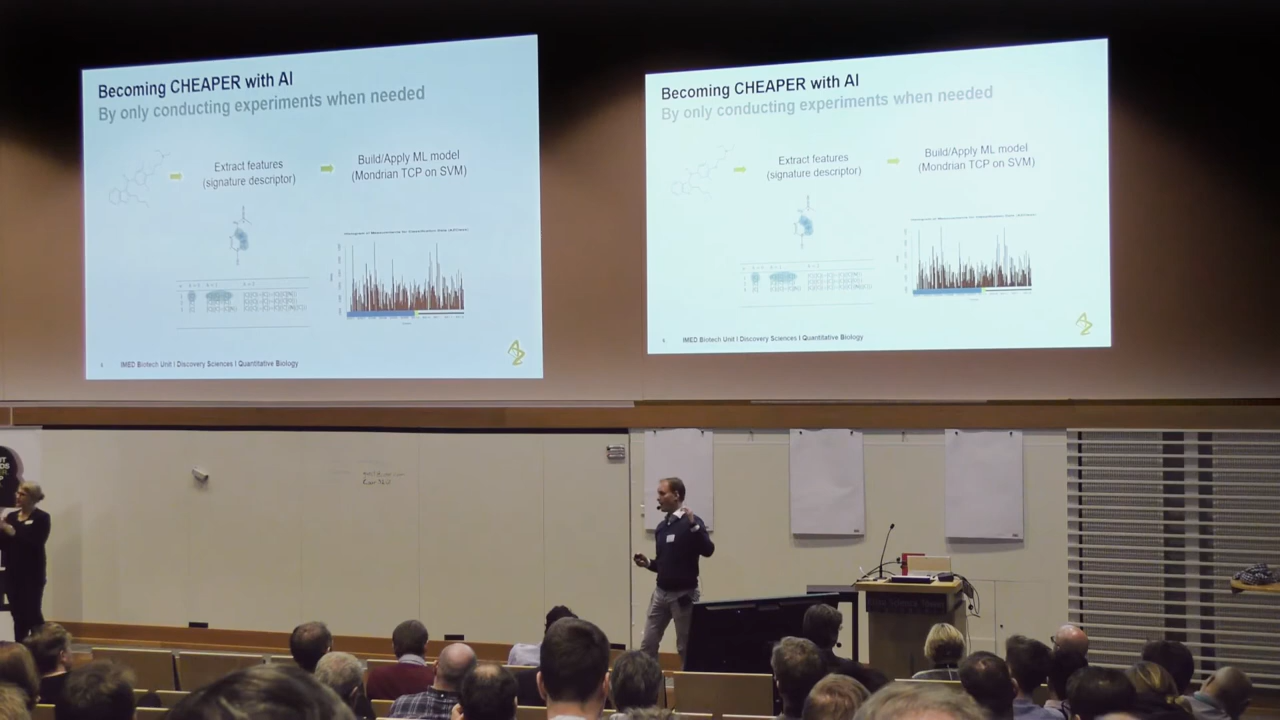 Becoming CHEAPER with AI
By only conducting experiments when needed
Extract features
(signature descriptor)
Build/Apply ML model
(Mondrian TCP on SVM)
IMED Biotech Unit I Discovery Sciences I Quantitative Biology
Becoming CHEAPER with AI
By only conducting experiments when needed
Extract features
(signature descriptor)
Build/Apply ML model
(Mondrian TCP on SVM)
IMED Biotech Unit I Discovery Sciences I Quantitative Biology